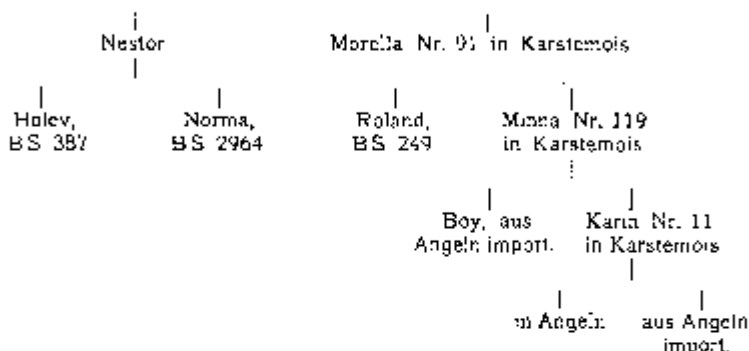 Nestor Morella Nr. 91 in Karstemois
Holev, Norma, Roland, Minna Nr. 119
BS 387 BS 2964 BS 249 in Karstemois
Boy, aus Karin Nr. 11
Angeln import. in Karstemois
in Angeln aus Angeln
import.